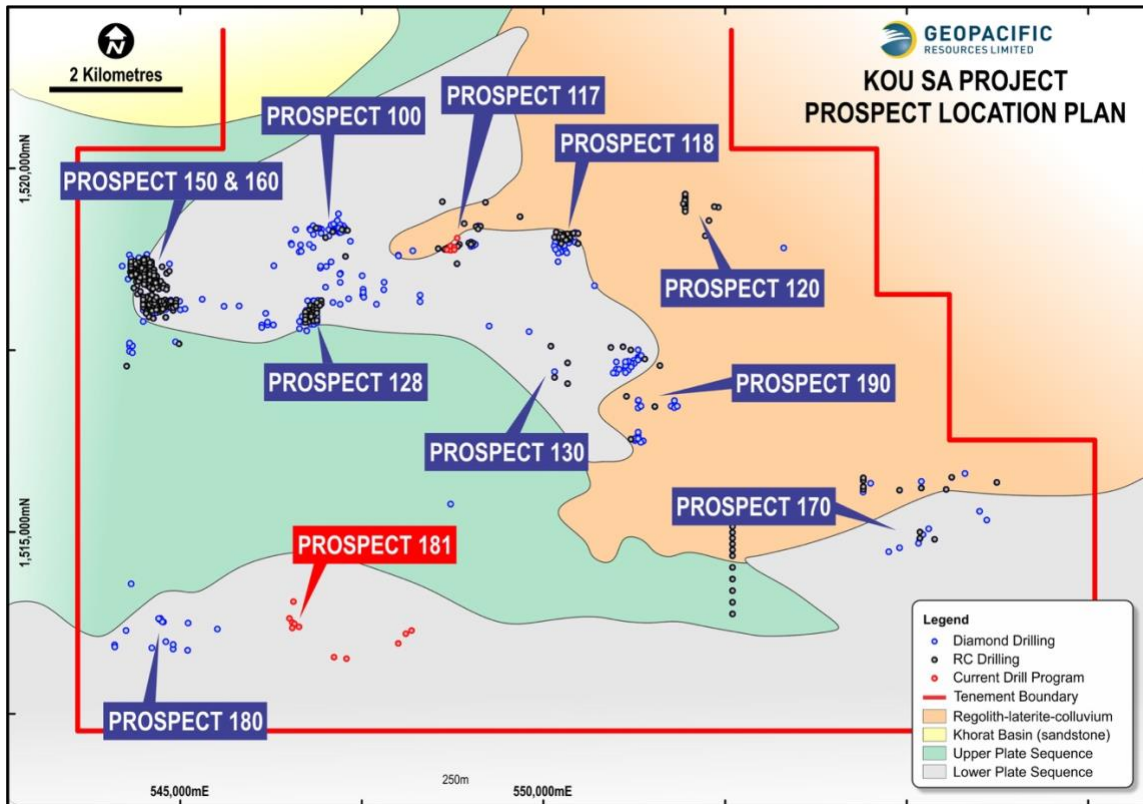 N
2 Kilometres
GEOPACIFIC
RESOURCES LIMITED
KOU SA PROJECT
PROSPECT LOCATION PLAN
PROSPECT 117
PROSPECT 100
PROSPECT 118
PROSPECT 150 & 160
1,520,000mN
PROSPECT 120
PROSPECT 128
PROSPECT 190
PROSPECT 130
PROSPECT 170
1,515,000mN
PROSPECT 181
PROSPECT 180
Legend
Diamond Drilling
RC Drilling
Current Drill Program
Tenement Boundary
Regolith-laterite-colluvium
Khorat Basin (sandstone)
Upper Plate Sequence
Lower Plate Sequence
545,000mE
250m
550,000mE